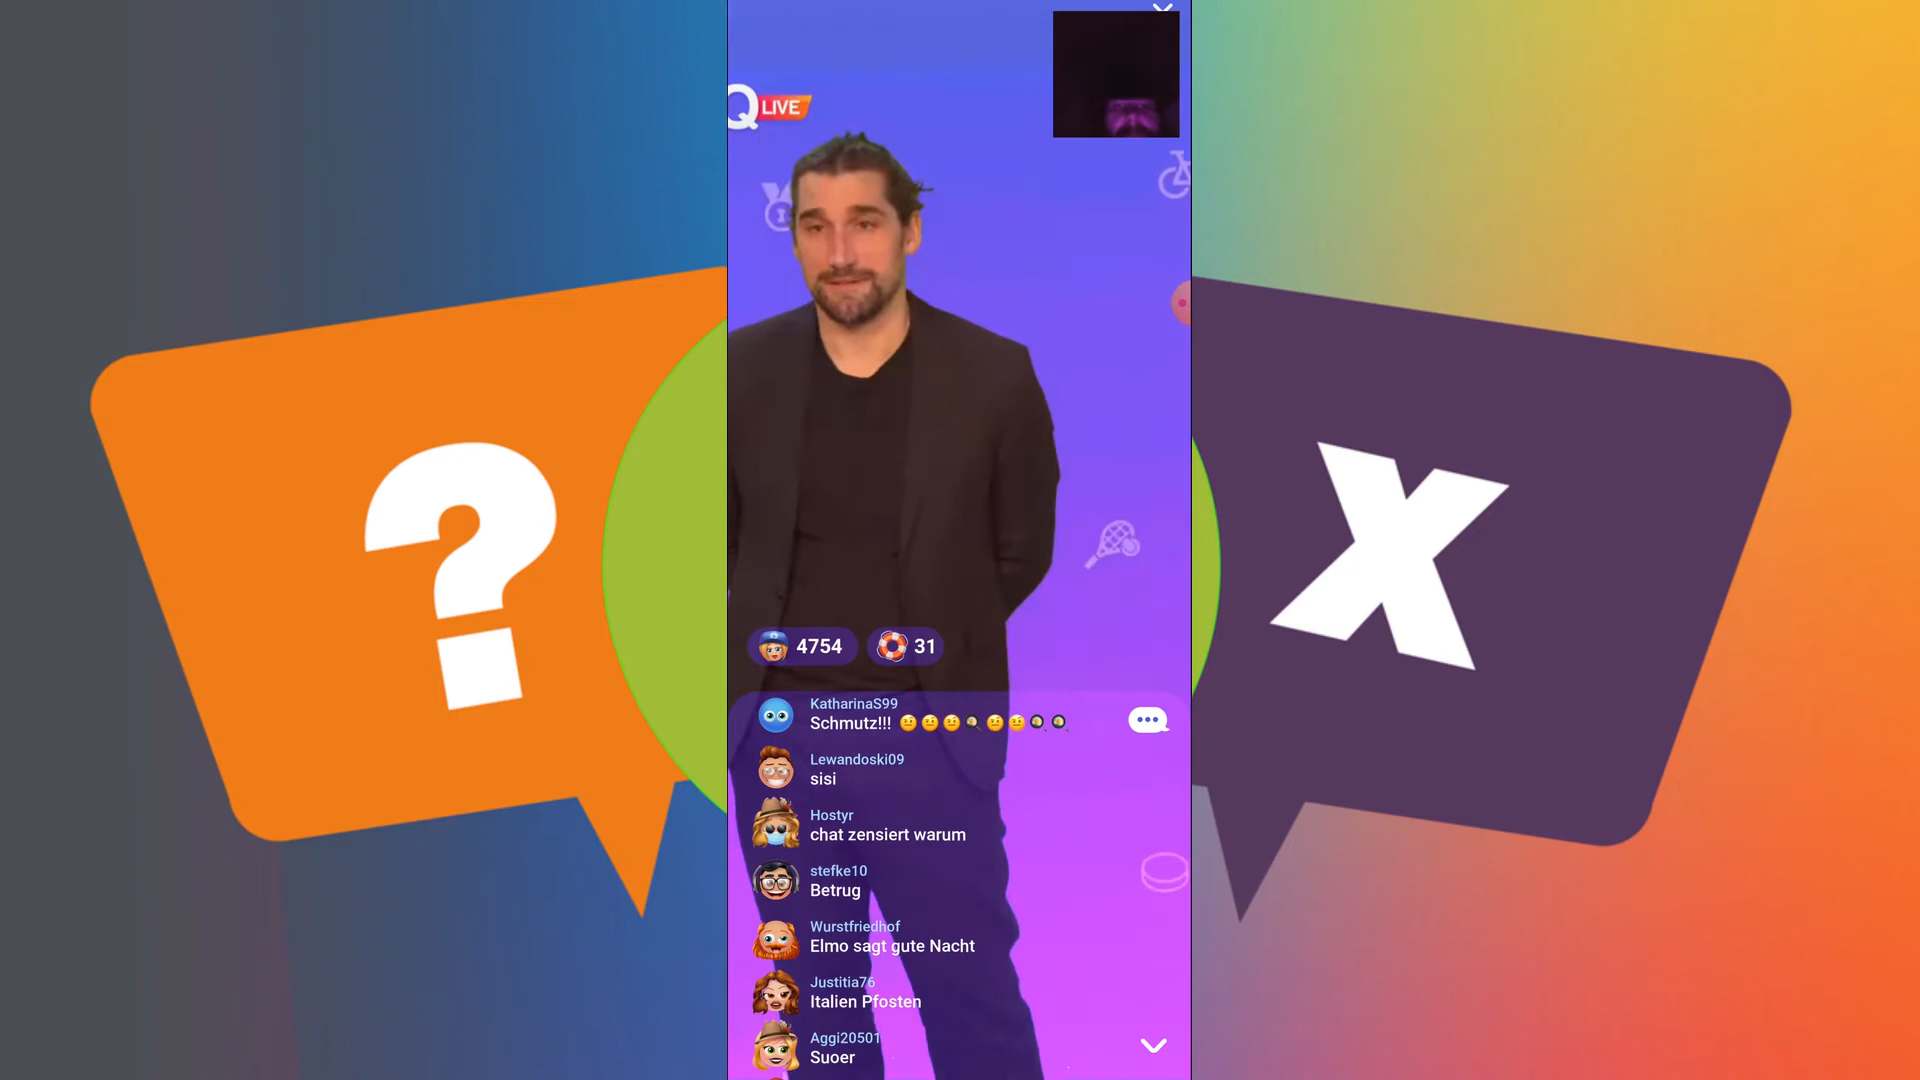 Q LIVE
4754
31
KatharinaS99
Schmutz!!! 🤨🤨🤨🍳🤨🤨🍳🍳
Lewandoski09
sisi
Hostyr
chat zensiert warum
stefke10
Betrug
Wurstfriedhof
Elmo sagt gute Nacht
Justitia76
Italien Pfosten
Aggi20501
Suoer
?
X